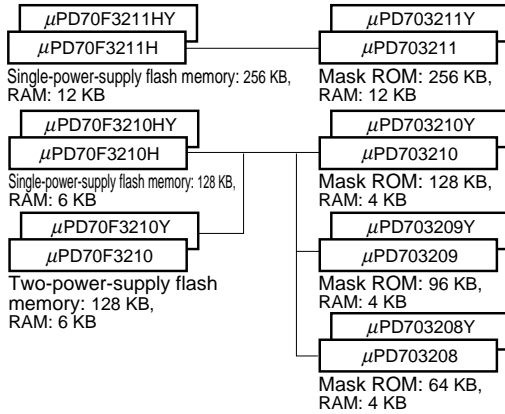 μPD70F3211HY
μPD70F3211H
Single-power-supply flash memory: 256 KB,
RAM: 12 KB
μPD703211Y
μPD703211
Mask ROM: 256 KB,
RAM: 12 KB
μPD70F3210HY
μPD70F3210H
Single-power-supply flash memory: 128 KB,
RAM: 6 KB
μPD703210Y
μPD703210
Mask ROM: 128 KB,
RAM: 4 KB
μPD70F3210Y
μPD70F3210
Two-power-supply flash
memory: 128 KB,
RAM: 6 KB
μPD703209Y
μPD703209
Mask ROM: 96 KB,
RAM: 4 KB
μPD703208Y
μPD703208
Mask ROM: 64 KB,
RAM: 4 KB